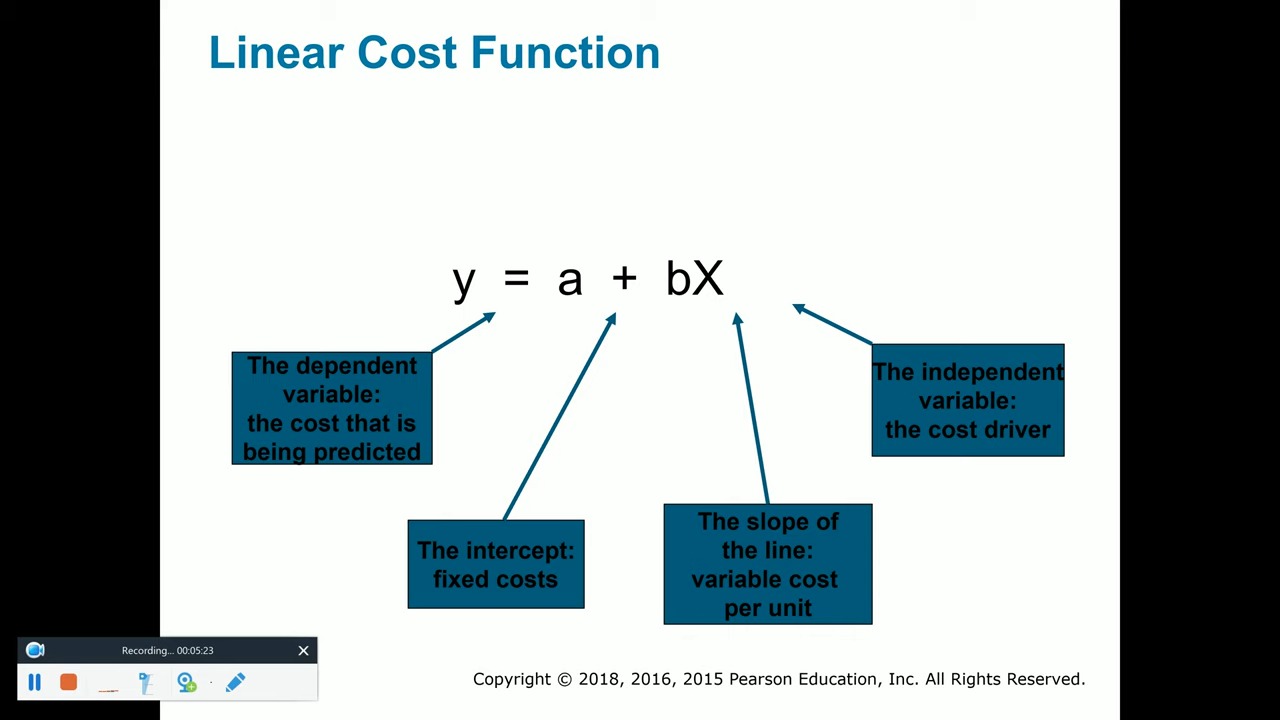 Linear Cost Function
y = a + bX
The dependent
variable:
the cost that is
being predicted
The independent
variable:
the cost driver
The intercept:
fixed costs
The slope of
the line:
variable cost
per unit
Recording... 00:05:23
Copyright © 2018, 2016, 2015 Pearson Education, Inc. All Rights Reserved.